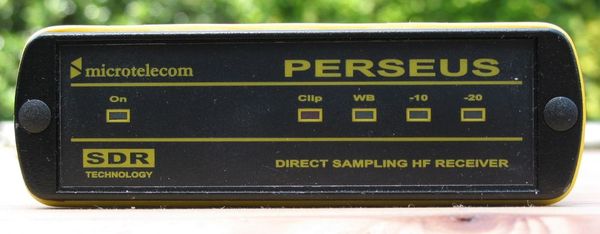 microtelecom PERSEUS
On Clip WB -10 -20
SDR
TECHNOLOGY
DIRECT SAMPLING HF RECEIVER